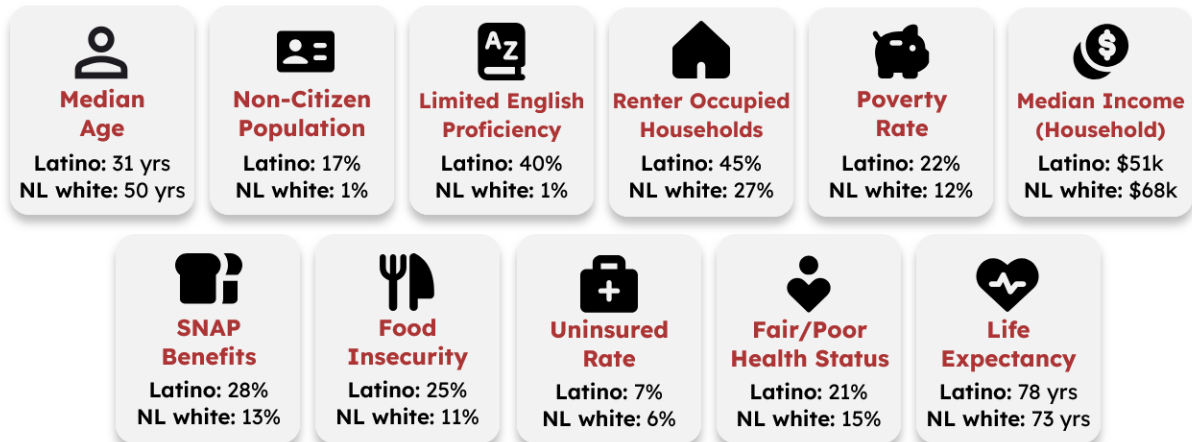 Median
Age
Latino: 31 yrs
NL white: 50 yrs
Non-Citizen
Population
Latino: 17%
NL white: 1%
AZ
Limited English
Proficiency
Latino: 40%
NL white: 1%
Renter Occupied
Households
Latino: 45%
NL white: 27%
Poverty
Rate
Latino: 22%
NL white: 12%
$
Median Income
(Household)
Latino: $51k
NL white: $68k
SNAP
Benefits
Latino: 28%
NL white: 13%
Food
Insecurity
Latino: 25%
NL white: 11%
Uninsured
Rate
Latino: 7%
NL white: 6%
Fair/Poor
Health Status
Latino: 21%
NL white: 15%
Life
Expectancy
Latino: 78 yrs
NL white: 73 yrs